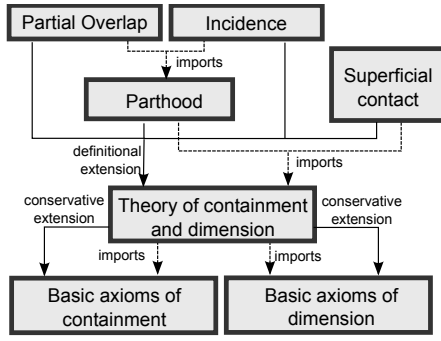 Partial Overlap
Incidence
imports
Superficial
contact
Parthood
definitional
extension
imports
conservative
extension
Theory of containment
and dimension
conservative
extension
imports
imports
Basic axioms of
containment
Basic axioms of
dimension